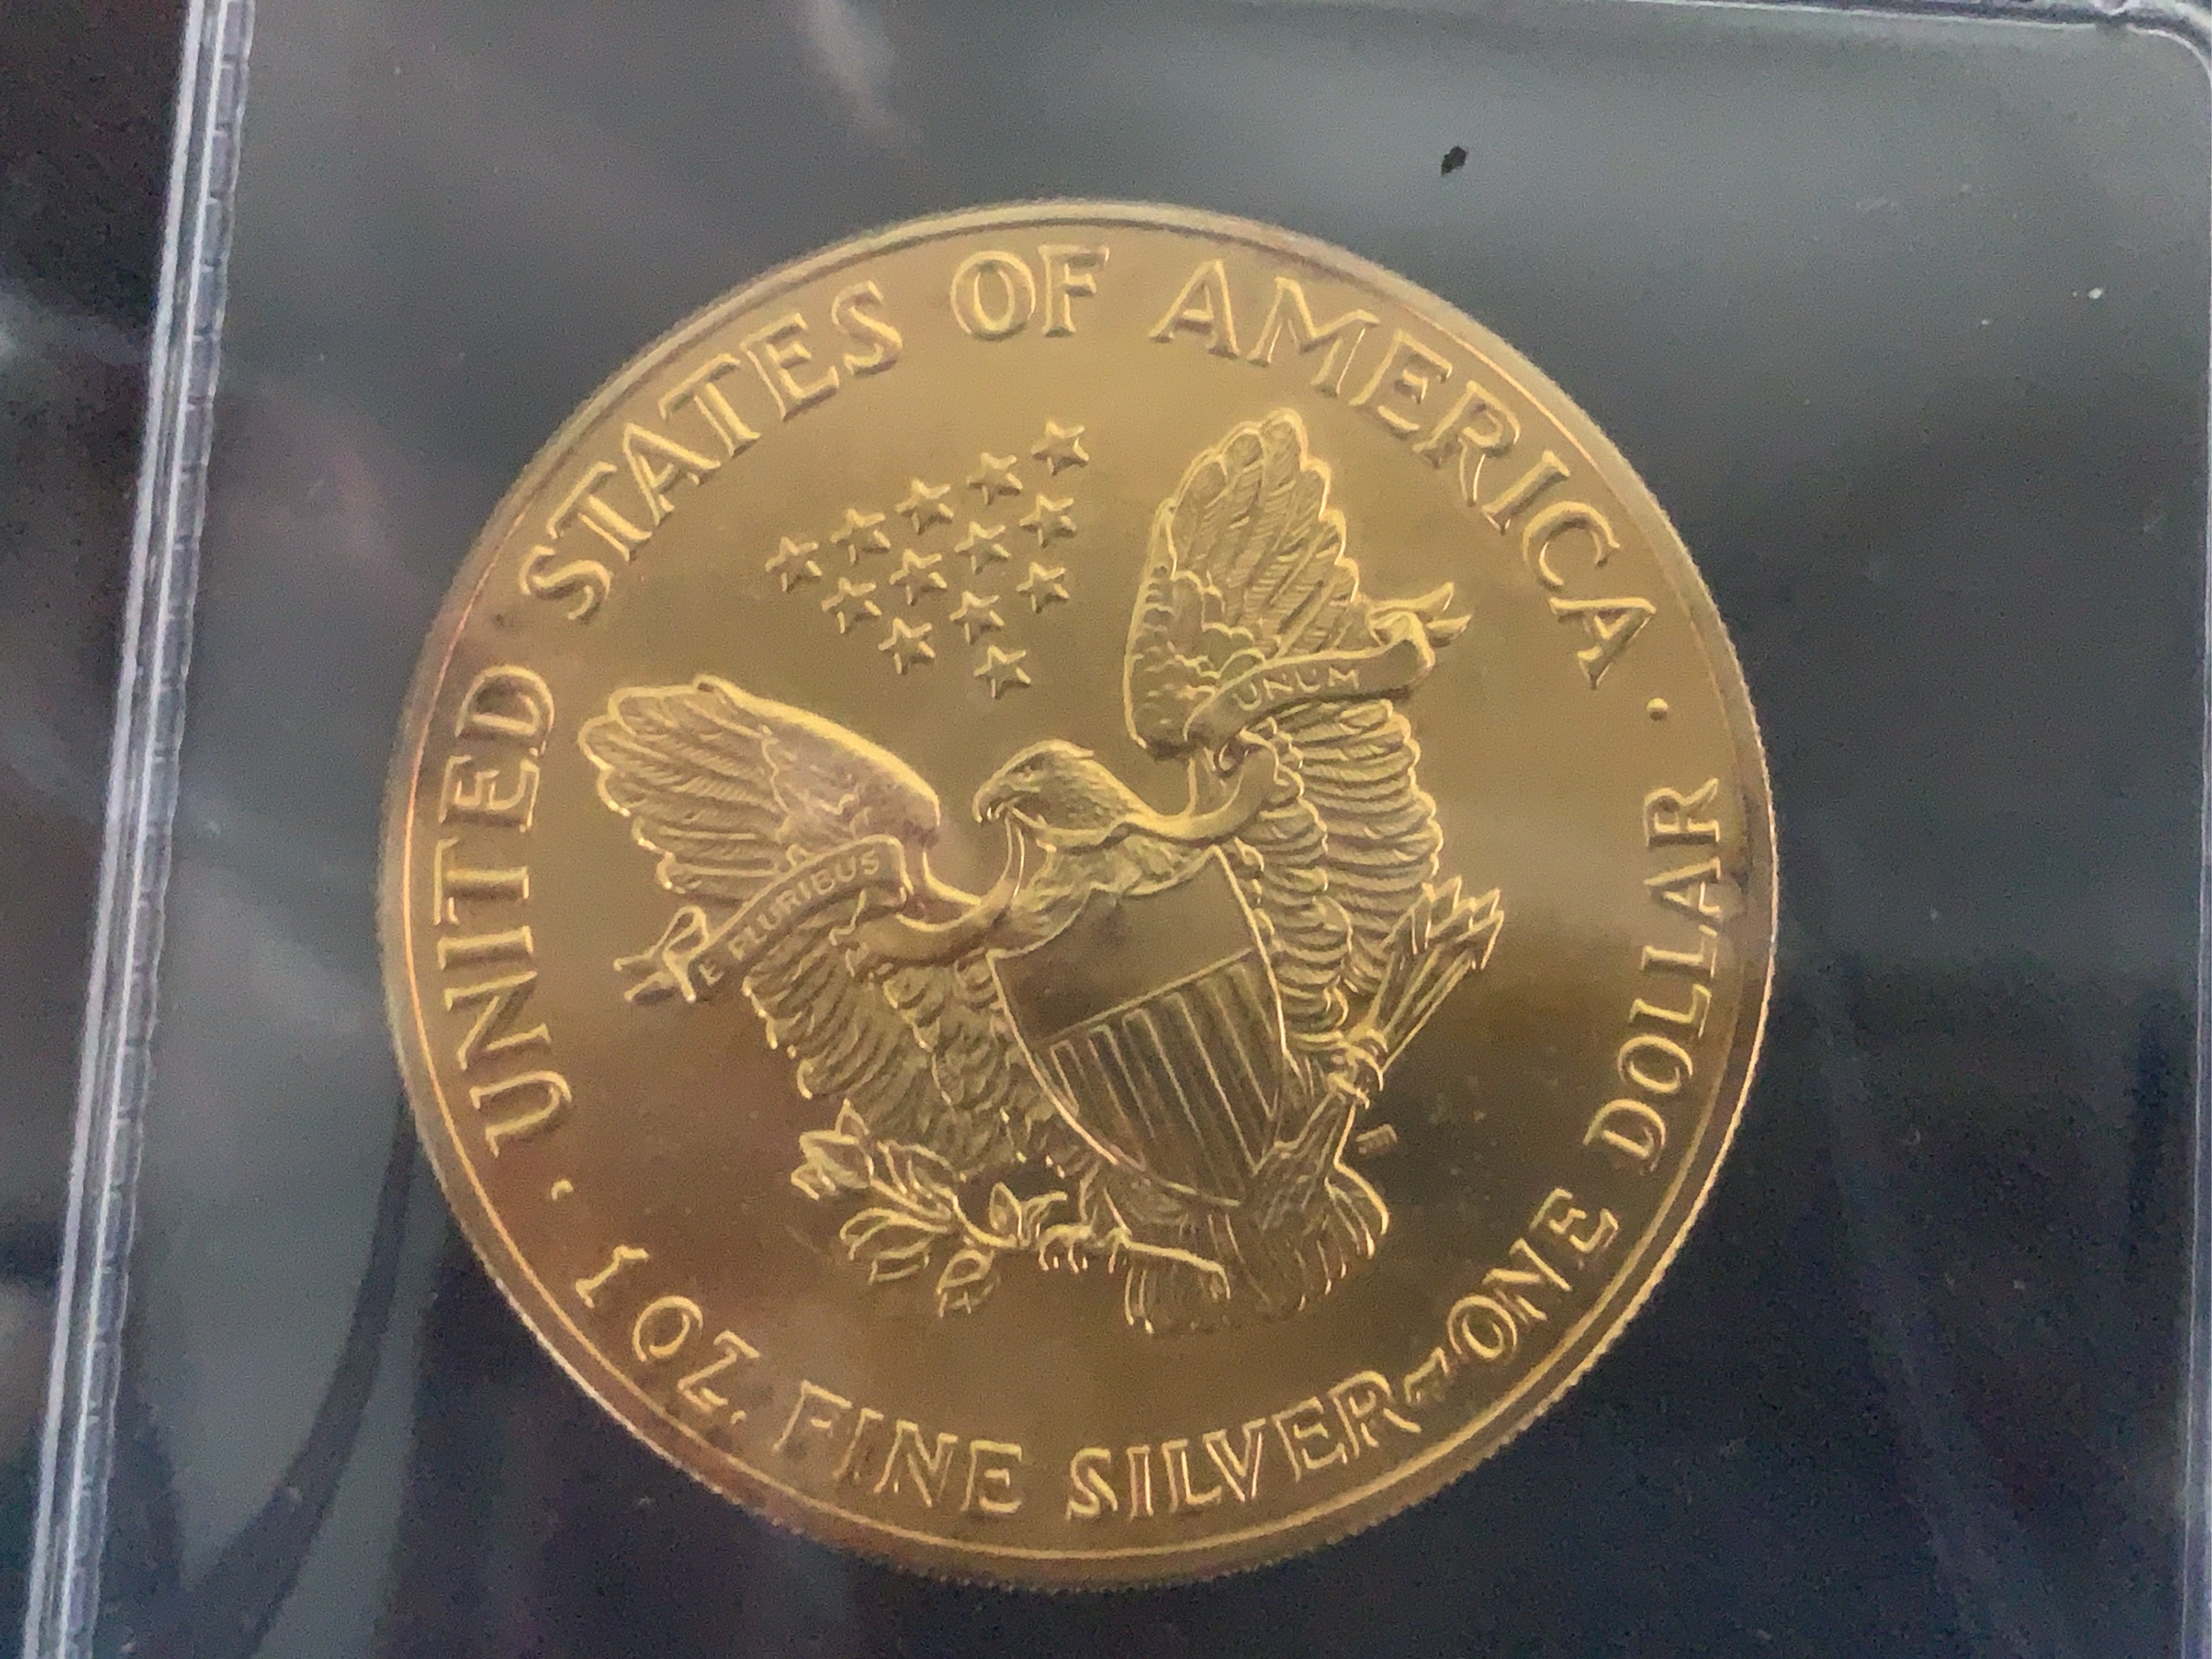 · UNITED STATES OF AMERICA ·
E PLURIBUS
UNUM
1 OZ. FINE SILVER~ONE DOLLAR